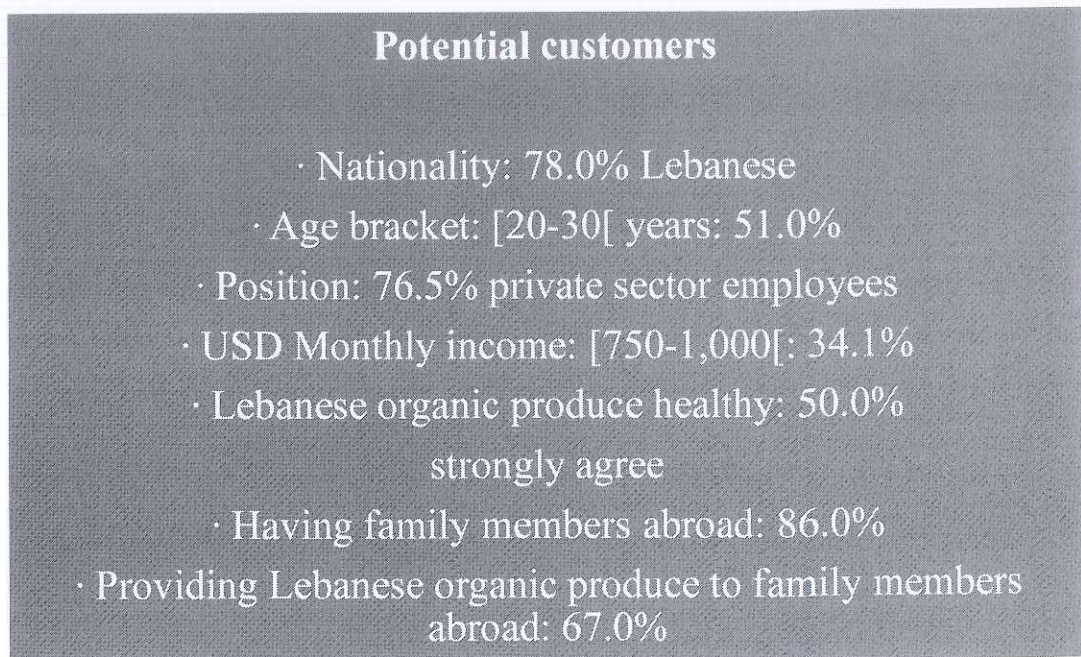 Potential customers
· Nationality: 78.0% Lebanese
· Age bracket: [20-30[ years: 51.0%
· Position: 76.5% private sector employees
· USD Monthly income: [750-1,000[: 34.1%
· Lebanese organic produce healthy: 50.0%
strongly agree
· Having family members abroad: 86.0%
· Providing Lebanese organic produce to family members
abroad: 67.0%